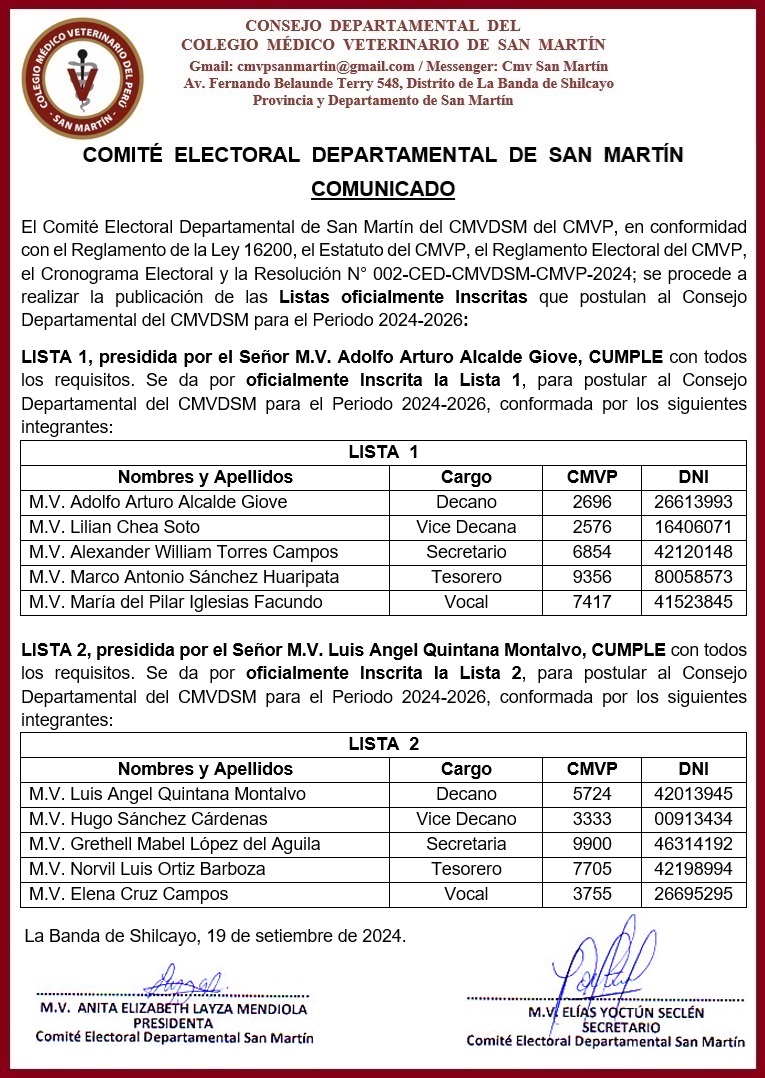 COLEGIO MÉDICO VETERINARIO DEL PERÚ
- SAN MARTÍN -
CONSEJO DEPARTAMENTAL DEL
COLEGIO MÉDICO VETERINARIO DE SAN MARTÍN
Gmail: cmvpsanmartin@gmail.com / Messenger: Cmv San Martín
Av. Fernando Belaunde Terry 548, Distrito de La Banda de Shilcayo
Provincia y Departamento de San Martín
COMITÉ ELECTORAL DEPARTAMENTAL DE SAN MARTÍN
COMUNICADO
El Comité Electoral Departamental de San Martín del CMVDSM del CMVP, en conformidad
con el Reglamento de la Ley 16200, el Estatuto del CMVP, el Reglamento Electoral del CMVP,
el Cronograma Electoral y la Resolución N° 002-CED-CMVDSM-CMVP-2024; se procede a
realizar la publicación de las Listas oficialmente Inscritas que postulan al Consejo
Departamental del CMVDSM para el Periodo 2024-2026:
LISTA 1, presidida por el Señor M.V. Adolfo Arturo Alcalde Giove, CUMPLE con todos
los requisitos. Se da por oficialmente Inscrita la Lista 1, para postular al Consejo
Departamental del CMVDSM para el Periodo 2024-2026, conformada por los siguientes
integrantes:
LISTA 1
Nombres y Apellidos Cargo CMVP DNI
M.V. Adolfo Arturo Alcalde Giove Decano 2696 26613993
M.V. Lilian Chea Soto Vice Decana 2576 16406071
M.V. Alexander William Torres Campos Secretario 6854 42120148
M.V. Marco Antonio Sánchez Huaripata Tesorero 9356 80058573
M.V. María del Pilar Iglesias Facundo Vocal 7417 41523845
LISTA 2, presidida por el Señor M.V. Luis Angel Quintana Montalvo, CUMPLE con todos
los requisitos. Se da por oficialmente Inscrita la Lista 2, para postular al Consejo
Departamental del CMVDSM para el Periodo 2024-2026, conformada por los siguientes
integrantes:
LISTA 2
Nombres y Apellidos Cargo CMVP DNI
M.V. Luis Angel Quintana Montalvo Decano 5724 42013945
M.V. Hugo Sánchez Cárdenas Vice Decano 3333 00913434
M.V. Grethell Mabel López del Aguila Secretaria 9900 46314192
M.V. Norvil Luis Ortiz Barboza Tesorero 7705 42198994
M.V. Elena Cruz Campos Vocal 3755 26695295
La Banda de Shilcayo, 19 de setiembre de 2024.
M.V. ANITA ELIZABETH LAYZA MENDIOLA
PRESIDENTA
Comité Electoral Departamental San Martín
M.V. ELÍAS YOCTÚN SECLÉN
SECRETARIO
Comité Electoral Departamental San Martín